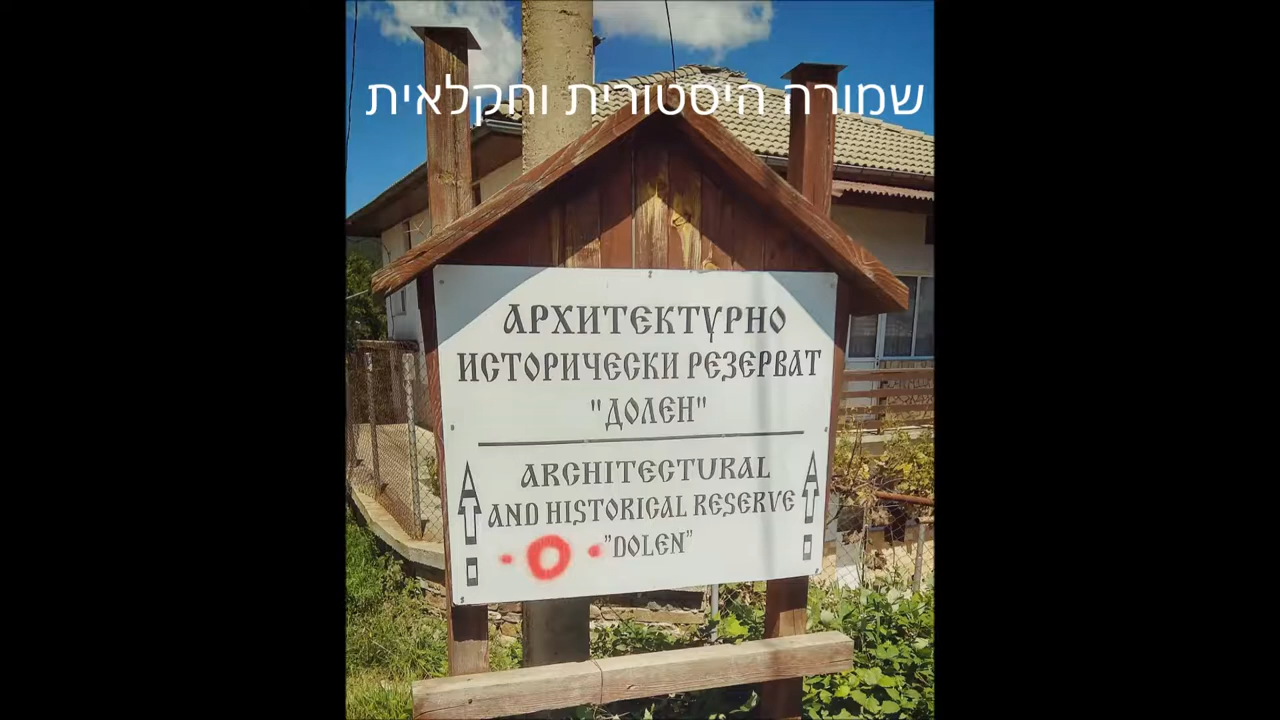 שמורה היסטורית וחקלאית
АРХИТЕКТУРНО
ИСТОРИЧЕСКИ РЕЗЕРВАТ
"ДОЛЕН"
ARCHITECTURAL
AND HISTORICAL RESERVE
"DOLEN"